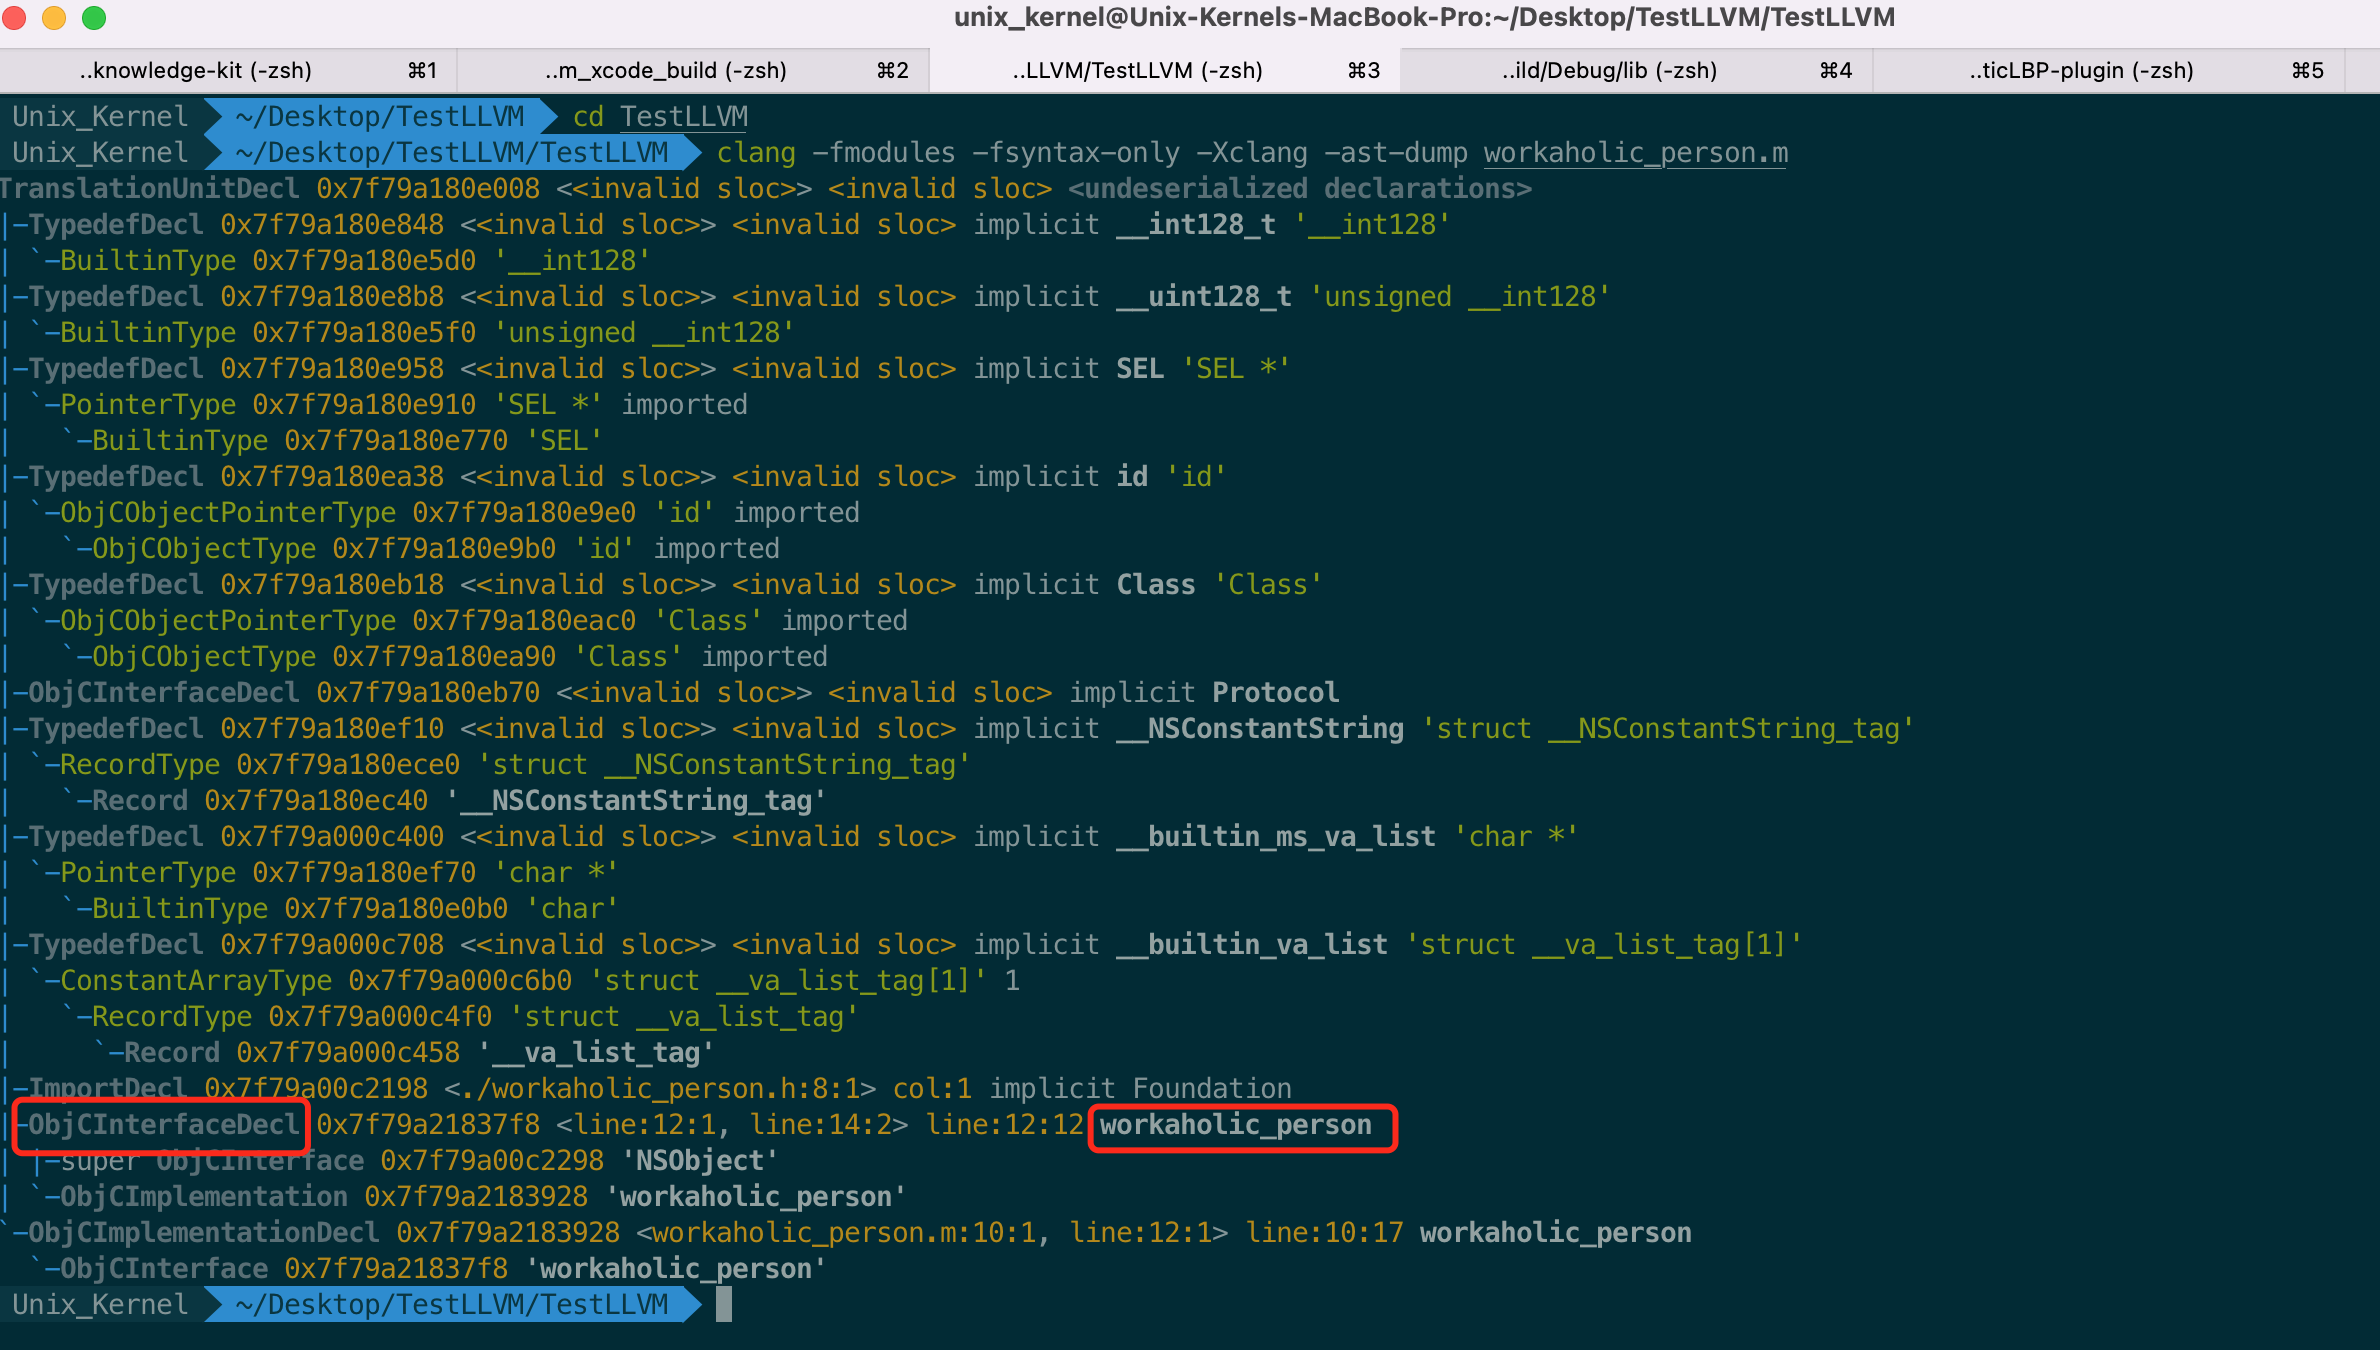 unix_kernel@Unix-Kernels-MacBook-Pro:~/Desktop/TestLLVM/TestLLVM
..knowledge-kit (-zsh) ⌘1 ..m_xcode_build (-zsh) ⌘2 ..LLVM/TestLLVM (-zsh) ⌘3 ..ild/Debug/lib (-zsh) ⌘4 ..ticLBP-plugin (-zsh) ⌘5
Unix_Kernel ~/Desktop/TestLLVM cd TestLLVM
Unix_Kernel ~/Desktop/TestLLVM/TestLLVM clang -fmodules -fsyntax-only -Xclang -ast-dump workaholic_person.m
TranslationUnitDecl 0x7f79a180e008 <<invalid sloc>> <invalid sloc> <undeserialized declarations>
|-TypedefDecl 0x7f79a180e848 <<invalid sloc>> <invalid sloc> implicit __int128_t '__int128'
| `-BuiltinType 0x7f79a180e5d0 '__int128'
|-TypedefDecl 0x7f79a180e8b8 <<invalid sloc>> <invalid sloc> implicit __uint128_t 'unsigned __int128'
| `-BuiltinType 0x7f79a180e5f0 'unsigned __int128'
|-TypedefDecl 0x7f79a180e958 <<invalid sloc>> <invalid sloc> implicit SEL 'SEL *'
| `-PointerType 0x7f79a180e910 'SEL *' imported
|   `-BuiltinType 0x7f79a180e770 'SEL'
|-TypedefDecl 0x7f79a180ea38 <<invalid sloc>> <invalid sloc> implicit id 'id'
| `-ObjCObjectPointerType 0x7f79a180e9e0 'id' imported
|   `-ObjCObjectType 0x7f79a180e9b0 'id' imported
|-TypedefDecl 0x7f79a180eb18 <<invalid sloc>> <invalid sloc> implicit Class 'Class'
| `-ObjCObjectPointerType 0x7f79a180eac0 'Class' imported
|   `-ObjCObjectType 0x7f79a180ea90 'Class' imported
|-ObjCInterfaceDecl 0x7f79a180eb70 <<invalid sloc>> <invalid sloc> implicit Protocol
|-TypedefDecl 0x7f79a180ef10 <<invalid sloc>> <invalid sloc> implicit __NSConstantString 'struct __NSConstantString_tag'
| `-RecordType 0x7f79a180ece0 'struct __NSConstantString_tag'
|   `-Record 0x7f79a180ec40 '__NSConstantString_tag'
|-TypedefDecl 0x7f79a000c400 <<invalid sloc>> <invalid sloc> implicit __builtin_ms_va_list 'char *'
| `-PointerType 0x7f79a180ef70 'char *'
|   `-BuiltinType 0x7f79a180e0b0 'char'
|-TypedefDecl 0x7f79a000c708 <<invalid sloc>> <invalid sloc> implicit __builtin_va_list 'struct __va_list_tag[1]'
| `-ConstantArrayType 0x7f79a000c6b0 'struct __va_list_tag[1]' 1
|   `-RecordType 0x7f79a000c4f0 'struct __va_list_tag'
|     `-Record 0x7f79a000c458 '__va_list_tag'
|-ImportDecl 0x7f79a00c2198 <./workaholic_person.h:8:1> col:1 implicit Foundation
|-ObjCInterfaceDecl 0x7f79a21837f8 <line:12:1, line:14:2> line:12:12 workaholic_person
| |-super ObjCInterface 0x7f79a00c2298 'NSObject'
| `-ObjCImplementation 0x7f79a2183928 'workaholic_person'
`-ObjCImplementationDecl 0x7f79a2183928 <workaholic_person.m:10:1, line:12:1> line:10:17 workaholic_person
  `-ObjCInterface 0x7f79a21837f8 'workaholic_person'
Unix_Kernel ~/Desktop/TestLLVM/TestLLVM